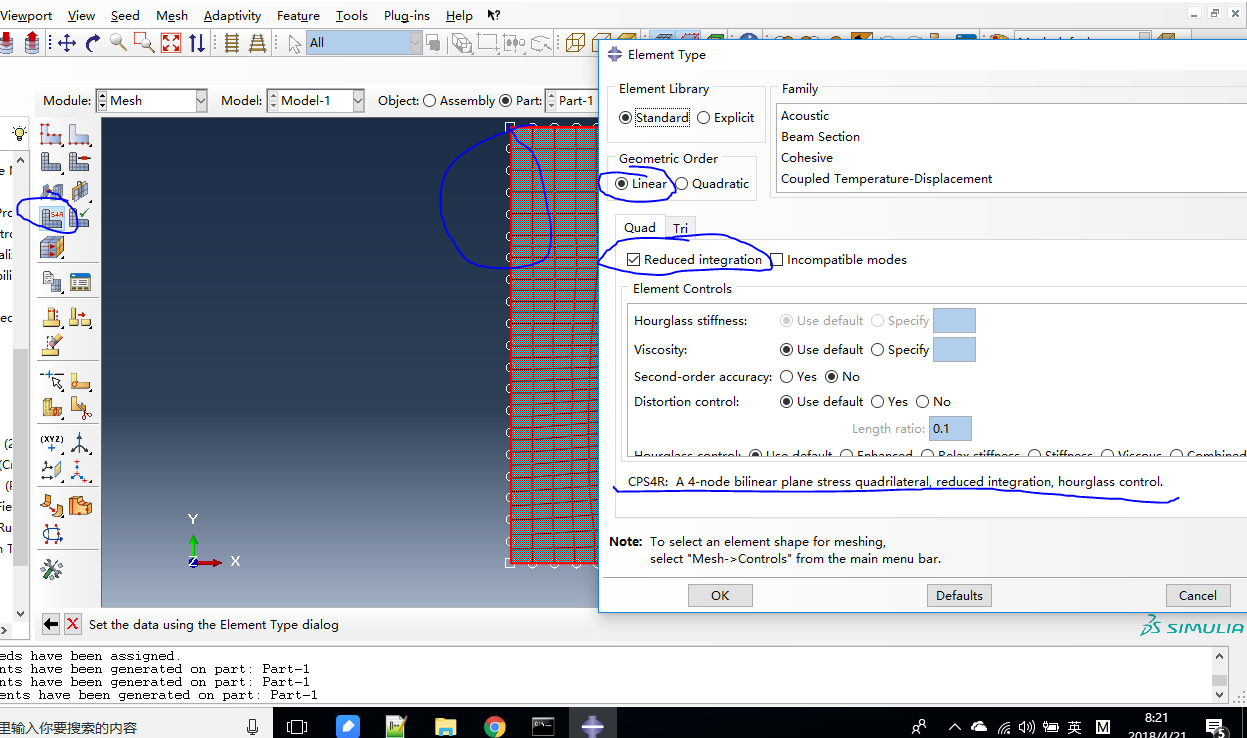 Viewport View Seed Mesh Adaptivity Feature Tools Plug-ins Help
All
Module: Mesh Model: Model-1 Object: Assembly Part: Part-1
Element Type
Element Library
Standard Explicit
Geometric Order
Linear Quadratic
Family
Acoustic
Beam Section
Cohesive
Coupled Temperature-Displacement
Quad Tri
Reduced integration Incompatible modes
Element Controls
Hourglass stiffness: Use default Specify
Viscosity: Use default Specify
Second-order accuracy: Yes No
Distortion control: Use default Yes No
Length ratio: 0.1
Hourglass control: Use default Enhanced Relax stiffness Stiffness Viscous Combined
CPS4R: A 4-node bilinear plane stress quadrilateral, reduced integration, hourglass control.
Note: To select an element shape for meshing,
select "Mesh->Controls" from the main menu bar.
OK Defaults Cancel
S4R
(XYZ)
Y
Z X
Set the data using the Element Type dialog
SIMULIA
eds have been assigned.
nts have been generated on part: Part-1
nts have been generated on part: Part-1
ents have been generated on part: Part-1
里输入你要搜索的内容
英 M 8:21
2018/4/21 5